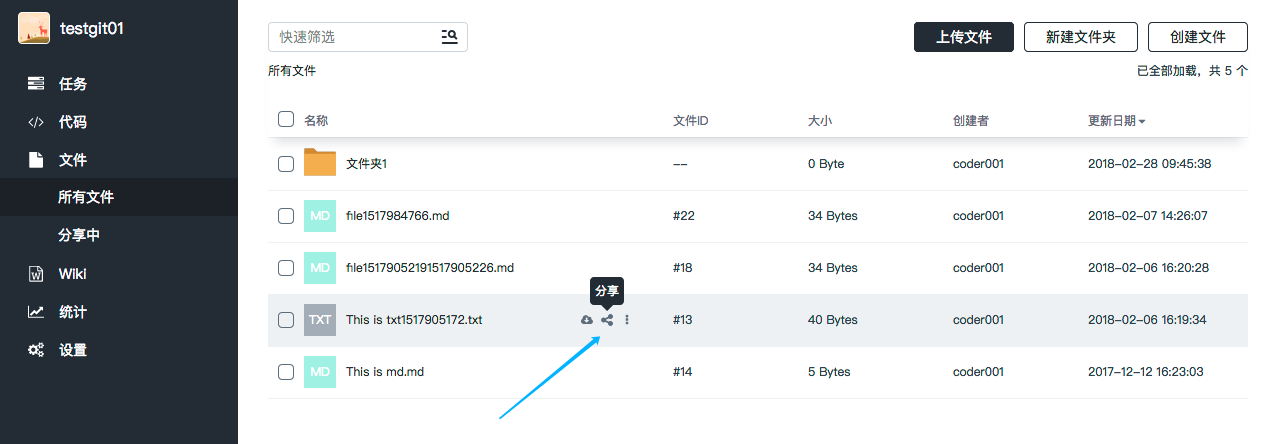 testgit01
任务
代码
文件
所有文件
分享中
Wiki
统计
设置
快速筛选
上传文件 新建文件夹 创建文件
所有文件 已全部加载，共 5 个
名称 文件ID 大小 创建者 更新日期
文件夹1 -- 0 Byte coder001 2018-02-28 09:45:38
MD file1517984766.md #22 34 Bytes coder001 2018-02-07 14:26:07
MD file15179052191517905226.md #18 34 Bytes coder001 2018-02-06 16:20:28
分享
TXT This is txt1517905172.txt #13 40 Bytes coder001 2018-02-06 16:19:34
MD This is md.md #14 5 Bytes coder001 2017-12-12 16:23:03